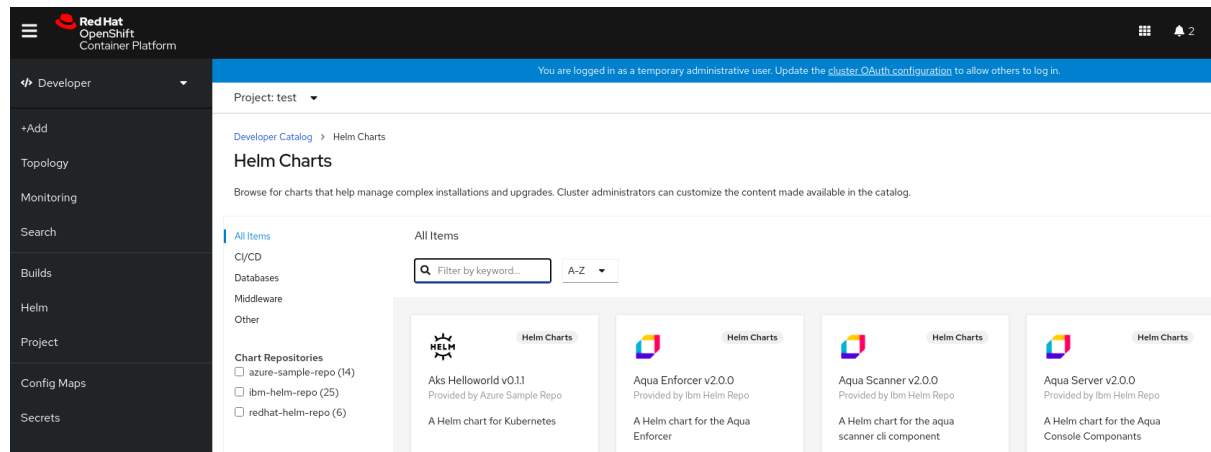 Red Hat
OpenShift
Container Platform
2
Developer
You are logged in as a temporary administrative user. Update the cluster OAuth configuration to allow others to log in.
Project: test
+Add
Topology
Monitoring
Search
Builds
Helm
Project
Config Maps
Secrets
Developer Catalog > Helm Charts
Helm Charts
Browse for charts that help manage complex installations and upgrades. Cluster administrators can customize the content made available in the catalog.
All Items
CI/CD
Databases
Middleware
Other
Chart Repositories
azure-sample-repo (14)
ibm-helm-repo (25)
redhat-helm-repo (6)
All Items
Filter by keyword...
A-Z
HELM
Helm Charts
Aks Helloworld v0.1.1
Provided by Azure Sample Repo
A Helm chart for Kubernetes
Helm Charts
Aqua Enforcer v2.0.0
Provided by Ibm Helm Repo
A Helm chart for the Aqua
Enforcer
Helm Charts
Aqua Scanner v2.0.0
Provided by Ibm Helm Repo
A Helm chart for the aqua
scanner cli component
Helm Charts
Aqua Server v2.0.0
Provided by Ibm Helm Repo
A Helm chart for the Aqua
Console Componants